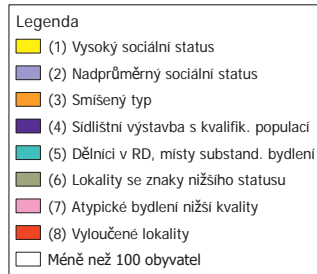 Legenda
(1) Vysoký sociální status
(2) Nadprůměrný sociální status
(3) Smíšený typ
(4) Sídlištní výstavba s kvalifik. populací
(5) Dělníci v RD, místy substand. bydlení
(6) Lokality se znaky nižšího statusu
(7) Atypické bydlení nižší kvality
(8) Vyloučené lokality
Méně než 100 obyvatel